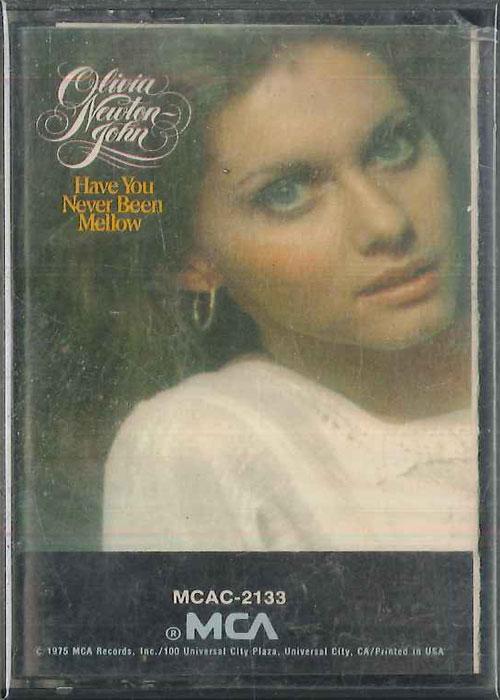 Olivia
Newton-
John
Have You
Never Been
Mellow
MCAC-2133
® MCA
© 1975 MCA Records, Inc./100 Universal City Plaza, Universal City, CA/Printed in USA